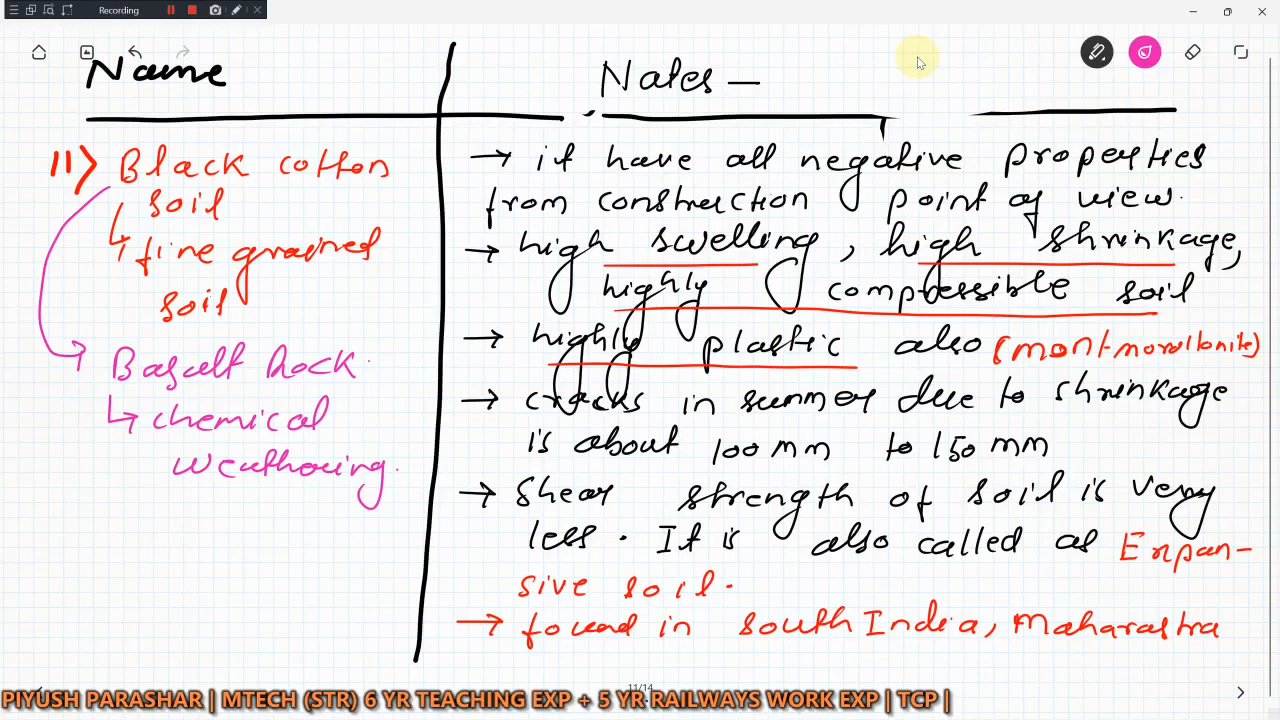 Recording
Name
Notes —
11> Black cotton
soil
↳ fine grained
soil
→ Basalt Rock.
↳ chemical
weathering.
→ it have all negative properties
from construction point of view.
→ high swelling, high shrinkage,
highly compressible soil
→ highly plastic also (montmorollonite)
→ cracks in summer due to shrinkage
is about 100 mm to 150 mm
→ Shear strength of soil is very
less. It is also called as Expan-
sive soil.
→ found in South India, Maharastra
11/14
PIYUSH PARASHAR | MTECH (STR) 6 YR TEACHING EXP + 5 YR RAILWAYS WORK EXP | TCP |